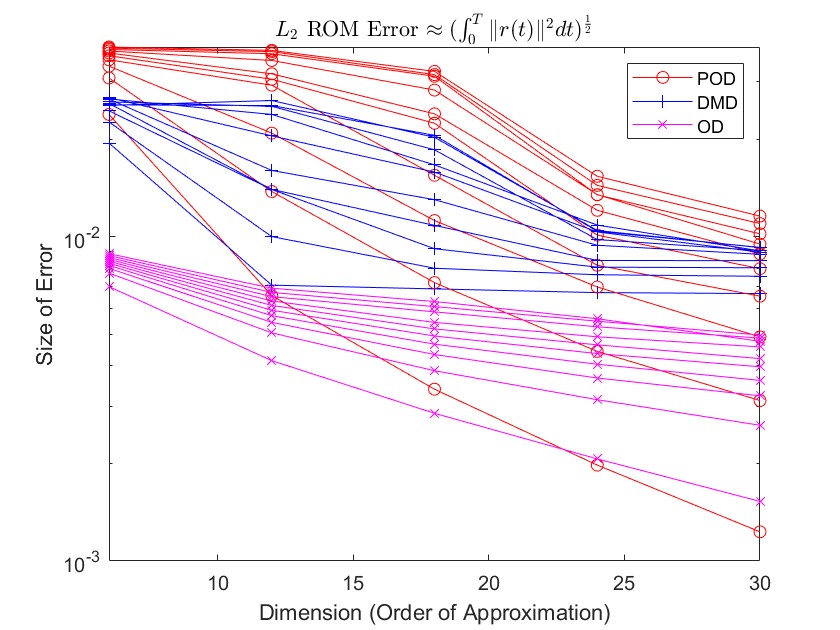 L₂ ROM Error ≈ (∫₀ᵀ ‖r(t)‖²dt)^½
POD
DMD
OD
Size of Error
10⁻²
10⁻³
10
15
20
25
30
Dimension (Order of Approximation)